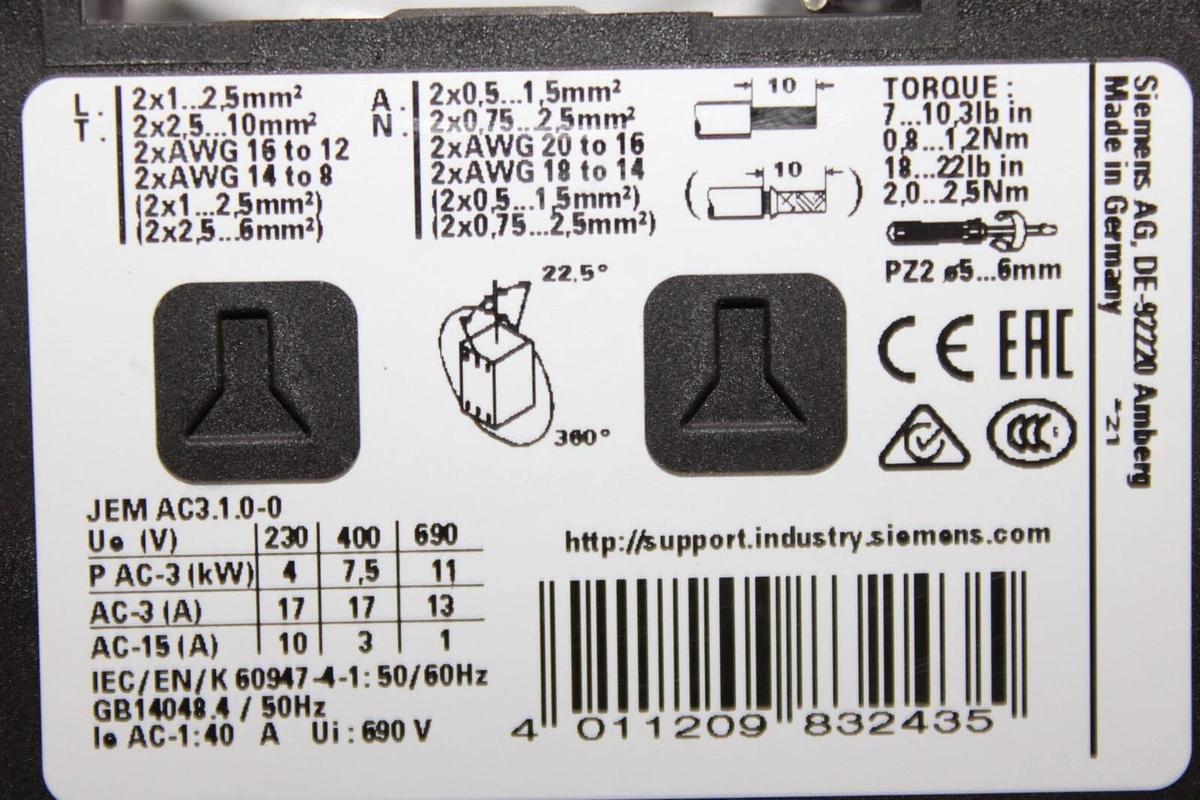 L.
T.
2x1...2,5mm²
2x2,5...10mm²
2xAWG 16 to 12
2xAWG 14 to 8
(2x1...2,5mm²)
(2x2,5...6mm²)
A.
N.
2x0,5...1,5mm²
2x0,75...2,5mm²
2xAWG 20 to 16
2xAWG 18 to 14
(2x0,5...1,5mm²)
(2x0,75...2,5mm²)
10
10
TORQUE:
7...10,3lb in
0,8...1,2Nm
18...22lb in
2,0...2,5Nm
PZ2 ø5...6mm
Siemens AG, DE-92220 Amberg
Made in Germany -21
22,5°
360°
CE EAC
CCC
JEM AC3.1.0-0
Ue (V) 230 400 690
P AC-3 (kW) 4 7,5 11
AC-3 (A) 17 17 13
AC-15 (A) 10 3 1
IEC/EN/K 60947-4-1: 50/60Hz
GB14048.4 / 50Hz
Ie AC-1:40 A Ui: 690 V
http://support.industry.siemens.com
4 011209 832435